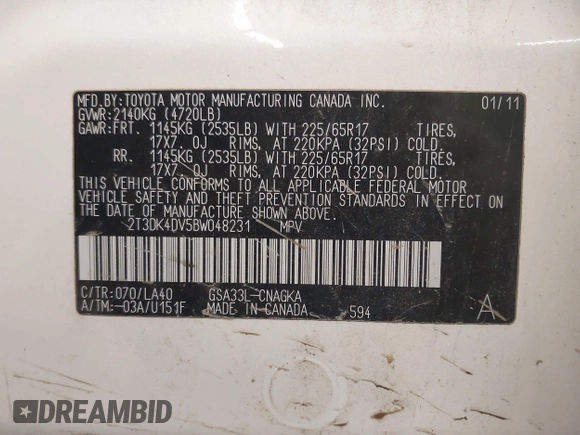 MFD.BY:TOYOTA MOTOR MANUFACTURING CANADA INC. 01/11
GVWR:2140KG (4720LB)
GAWR:FRT. 1145KG (2535LB) WITH 225/65R17 TIRES,
17X7.0J RIMS, AT 220KPA (32PSI) COLD.
RR. 1145KG (2535LB) WITH 225/65R17 TIRES,
17X7.0J RIMS, AT 220KPA (32PSI) COLD.
THIS VEHICLE CONFORMS TO ALL APPLICABLE FEDERAL MOTOR
VEHICLE SAFETY AND THEFT PREVENTION STANDARDS IN EFFECT ON
THE DATE OF MANUFACTURE SHOWN ABOVE.
2T3DK4DV5BW048231 MPV
C/TR:070/LA40 GSA33L-CNAGKA
A/TM:-03A/U151F MADE IN CANADA 594 A
DREAMBID